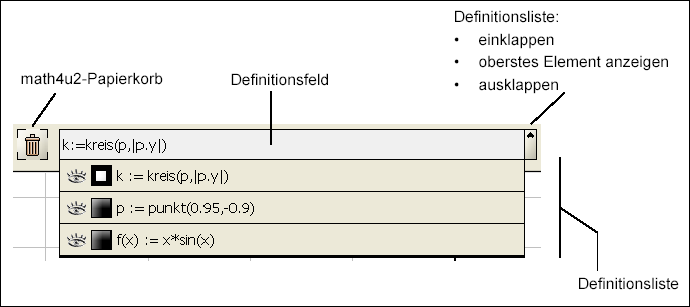 Definitionsliste:
• einklappen
• oberstes Element anzeigen
• ausklappen
math4u2-Papierkorb
Definitionsfeld
k:=kreis(p,|p.y|)
k := kreis(p,|p.y|)
p := punkt(0.95,-0.9)
f(x) := x*sin(x)
Definitionsliste